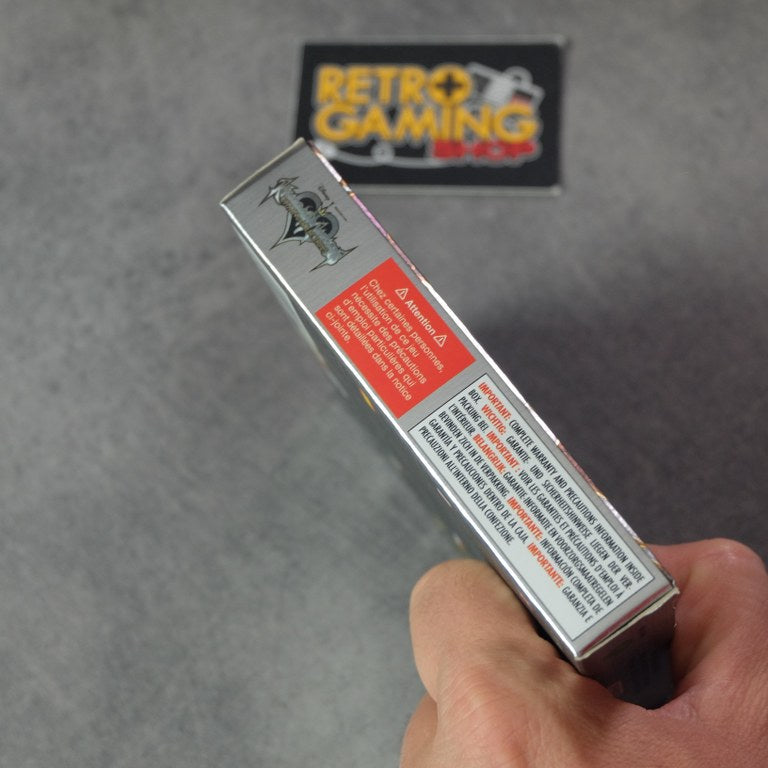 RETRO
GAMING
SHOP
Disney
⚠ Attention ⚠
Chez certaines personnes,
l'utilisation de ce jeu
nécessite des précautions
d'emploi particulières qui
sont détaillées dans la notice
ci-jointe.
IMPORTANT: COMPLETE WARRANTY AND PRECAUTIONS INFORMATION INSIDE
BOX. WICHTIG: GARANTIE- UND SICHERHEITSHINWEISE LIEGEN DER VER
PACKUNG BEI. IMPORTANT : VOIR LES GARANTIES ET PRÉCAUTIONS D'EMPLOI À
L'INTÉRIEUR. BELANGRIJK: GARANTIE INFORMATIE EN VOORZORGSMAATREGELEN
BEVINDEN ZICH IN DE VERPAKKING. IMPORTANTE: INFORMACIÓN COMPLETA DE
GARANTÍA Y PRECAUCIONES DENTRO DE LA CAJA. IMPORTANTE: GARANZIA E
PRECAUZIONI ALL'INTERNO DELLA CONFEZIONE.